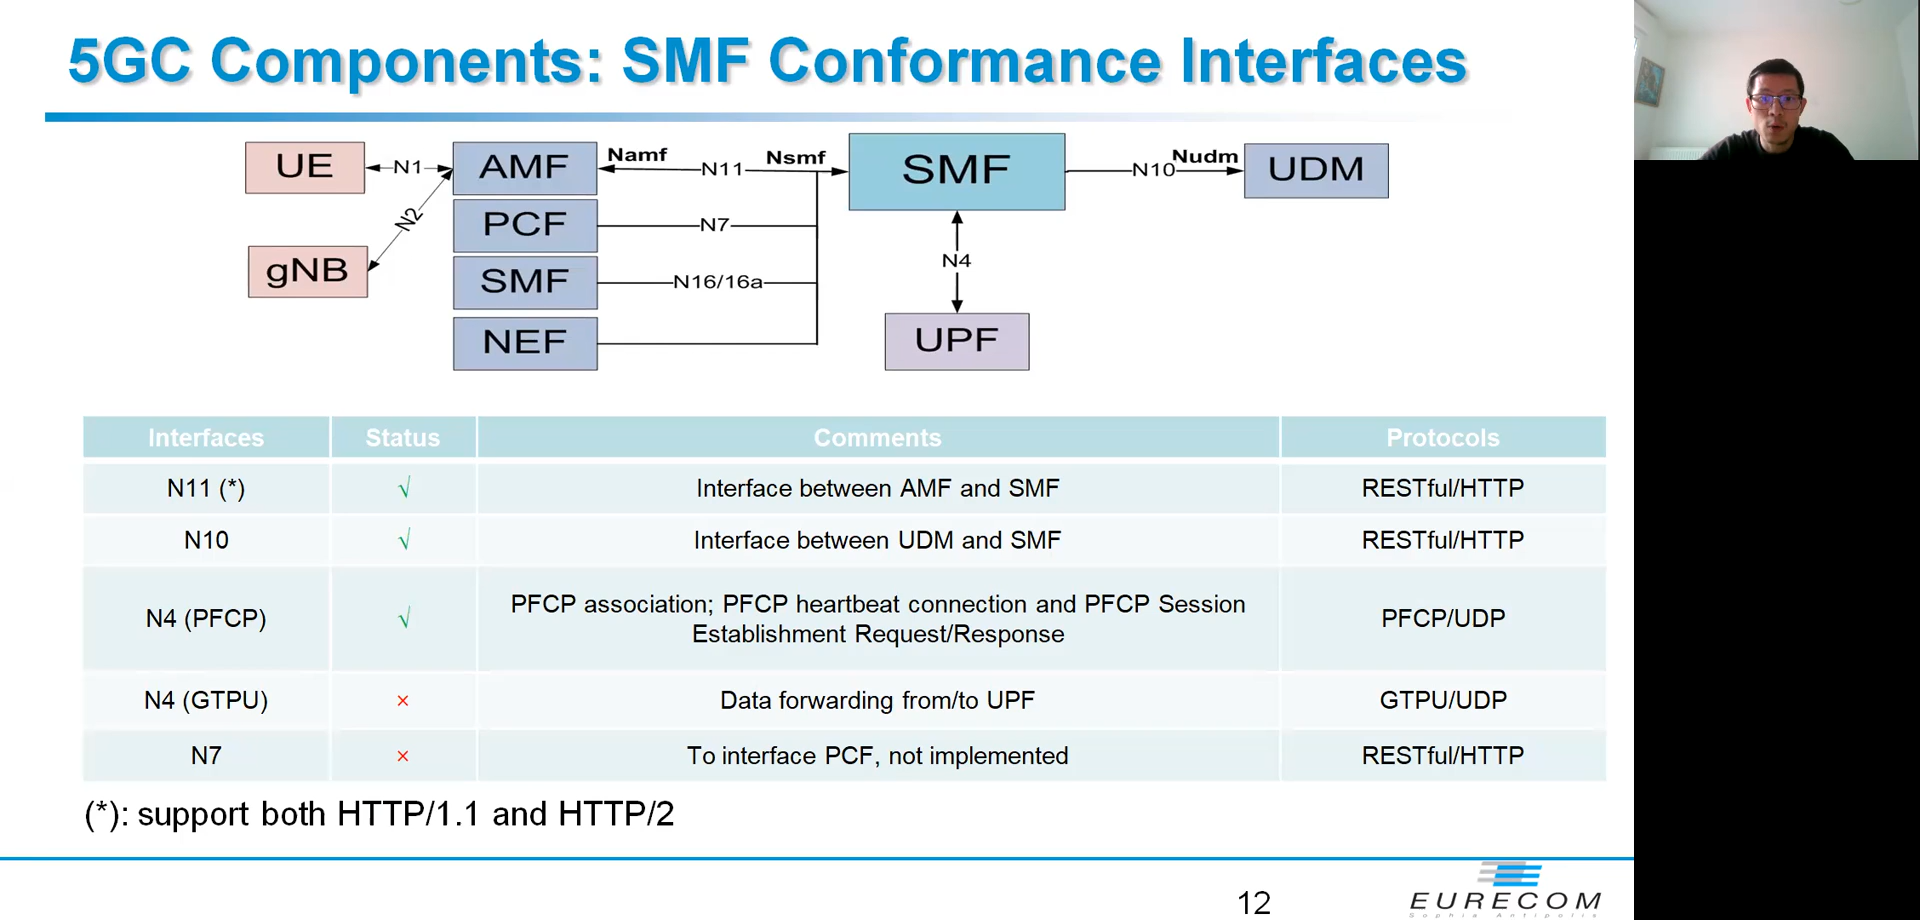 5GC Components: SMF Conformance Interfaces
UE
N1
AMF
Namf
N11
Nsmf
SMF
N10
Nudm
UDM
N2
PCF
N7
gNB
SMF
N16/16a
N4
NEF
UPF
Interfaces Status Comments Protocols
N11 (*) √ Interface between AMF and SMF RESTful/HTTP
N10 √ Interface between UDM and SMF RESTful/HTTP
N4 (PFCP) √ PFCP association; PFCP heartbeat connection and PFCP Session
Establishment Request/Response PFCP/UDP
N4 (GTPU) × Data forwarding from/to UPF GTPU/UDP
N7 × To interface PCF, not implemented RESTful/HTTP
(*): support both HTTP/1.1 and HTTP/2
12
EURECOM
Sophia Antipolis